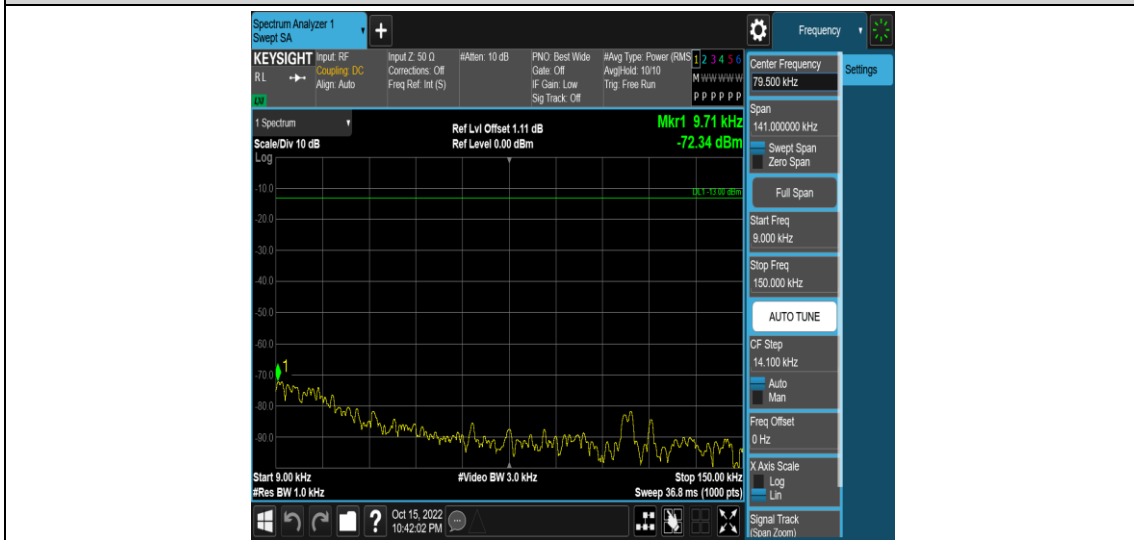 Spectrum Analyzer 1
Swept SA
+
Frequency
KEYSIGHT
RL
LXI
Input: RF
Coupling: DC
Align: Auto
Input Z: 50 Ω
Corrections: Off
Freq Ref: Int (S)
#Atten: 10 dB
PNO: Best Wide
Gate: Off
IF Gain: Low
Sig Track: Off
#Avg Type: Power (RMS
Avg|Hold: 10/10
Trig: Free Run
1 2 3 4 5 6
M W W W W W
P P P P P P
1 Spectrum
Scale/Div 10 dB
Log
Ref Lvl Offset 1.11 dB
Ref Level 0.00 dBm
Mkr1 9.71 kHz
-72.34 dBm
DL1 -13.00 dBm
-10.0
-20.0
-30.0
-40.0
-50.0
-60.0
-70.0
-80.0
-90.0
1
Start 9.00 kHz
#Res BW 1.0 kHz
#Video BW 3.0 kHz
Stop 150.00 kHz
Sweep 36.8 ms (1000 pts)
Center Frequency
79.500 kHz
Settings
Span
141.000000 kHz
Swept Span
Zero Span
Full Span
Start Freq
9.000 kHz
Stop Freq
150.000 kHz
AUTO TUNE
CF Step
14.100 kHz
Auto
Man
Freq Offset
0 Hz
X Axis Scale
Log
Lin
Signal Track
(Span Zoom)
?
Oct 15, 2022
10:42:02 PM